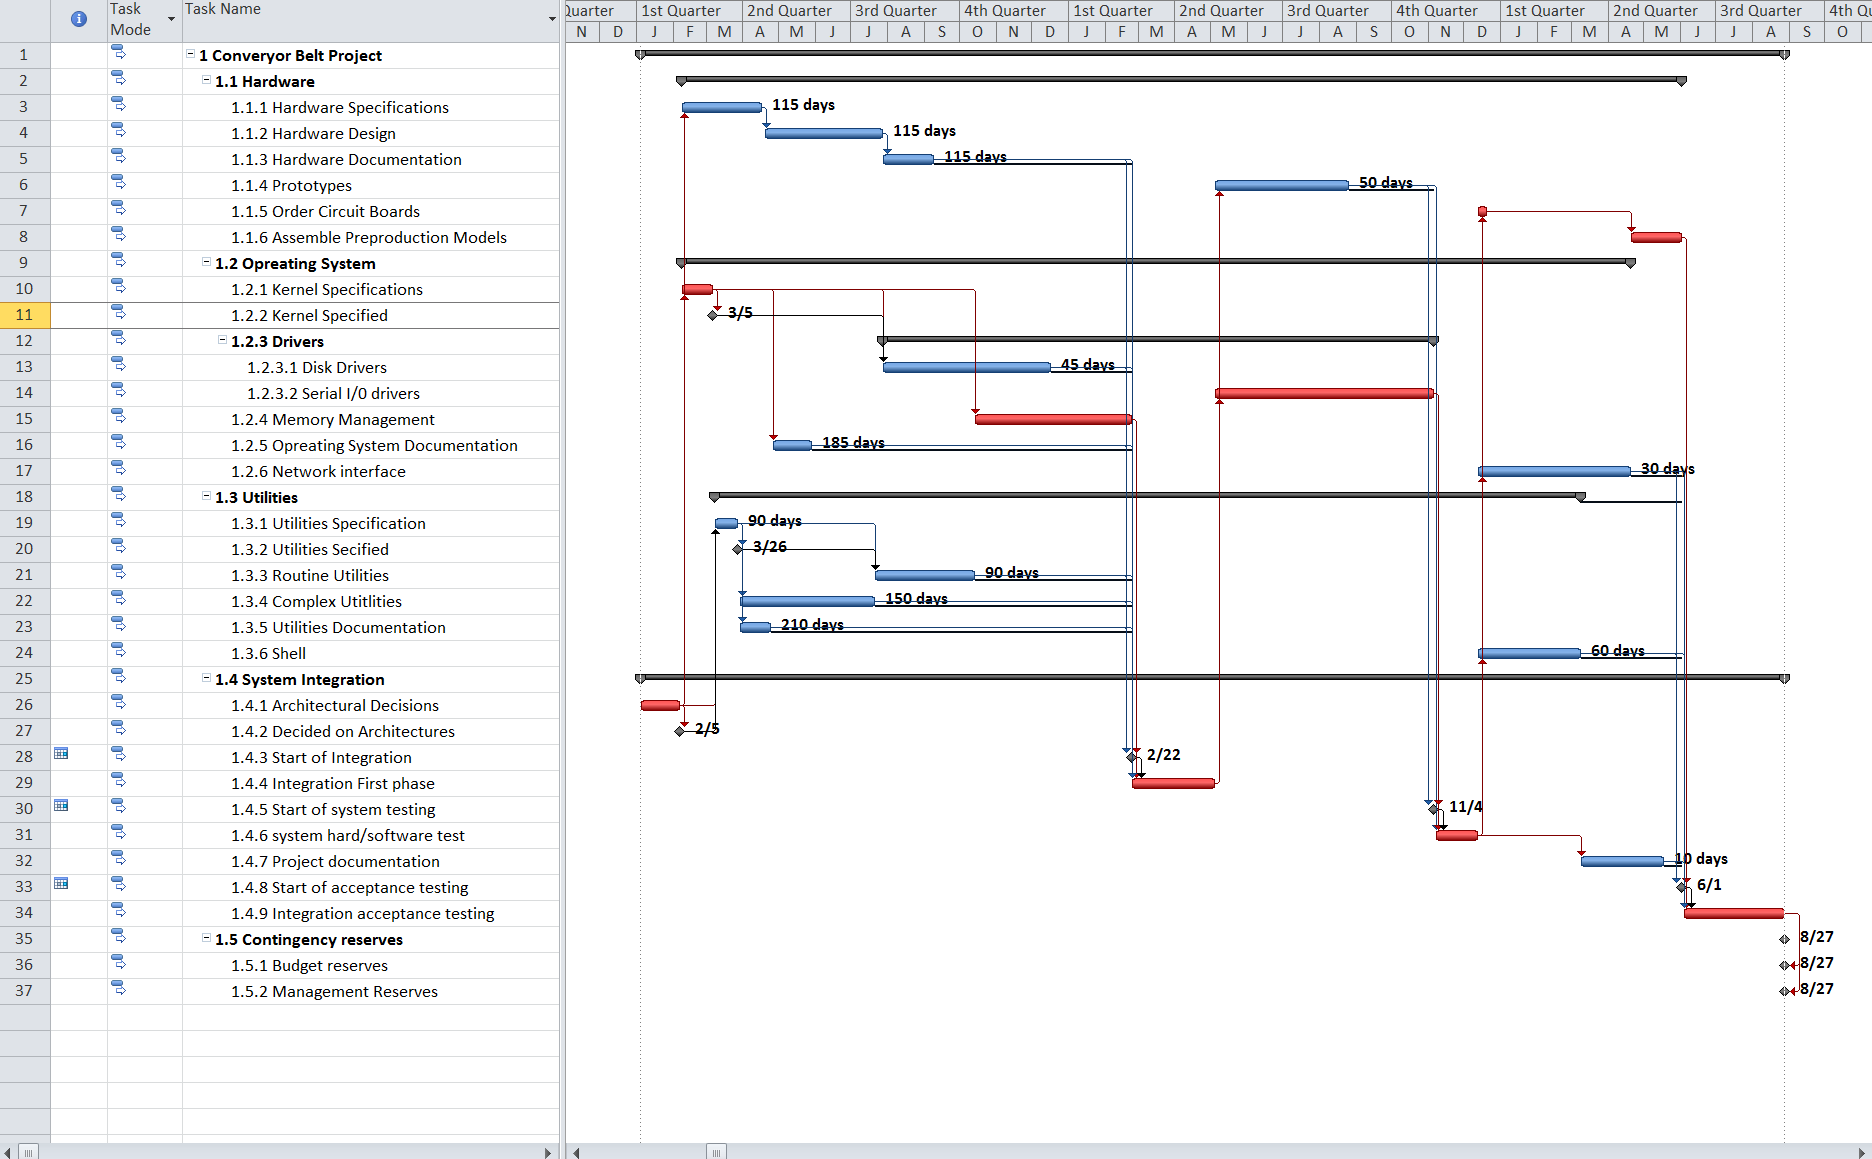 Task Mode
Task Name
Quarter 1st Quarter 2nd Quarter 3rd Quarter 4th Quarter 1st Quarter 2nd Quarter 3rd Quarter 4th Quarter 1st Quarter 2nd Quarter 3rd Quarter 4th Qu
N D J F M A M J J A S O N D J F M A M J J A S O N D J F M A M J J A S O
1 1 Converyor Belt Project
2 1.1 Hardware
3 1.1.1 Hardware Specifications 115 days
4 1.1.2 Hardware Design 115 days
5 1.1.3 Hardware Documentation 115 days
6 1.1.4 Prototypes 50 days
7 1.1.5 Order Circuit Boards
8 1.1.6 Assemble Preproduction Models
9 1.2 Opreating System
10 1.2.1 Kernel Specifications
11 1.2.2 Kernel Specified 3/5
12 1.2.3 Drivers
13 1.2.3.1 Disk Drivers 45 days
14 1.2.3.2 Serial I/0 drivers
15 1.2.4 Memory Management
16 1.2.5 Opreating System Documentation 185 days
17 1.2.6 Network interface 30 days
18 1.3 Utilities
19 1.3.1 Utilities Specification 90 days
20 1.3.2 Utilities Secified 3/26
21 1.3.3 Routine Utilities 90 days
22 1.3.4 Complex Utitlities 150 days
23 1.3.5 Utilities Documentation 210 days
24 1.3.6 Shell 60 days
25 1.4 System Integration
26 1.4.1 Architectural Decisions
27 1.4.2 Decided on Architectures 2/5
28 1.4.3 Start of Integration 2/22
29 1.4.4 Integration First phase
30 1.4.5 Start of system testing 11/4
31 1.4.6 system hard/software test
32 1.4.7 Project documentation 10 days
33 1.4.8 Start of acceptance testing 6/1
34 1.4.9 Integration acceptance testing
35 1.5 Contingency reserves 8/27
36 1.5.1 Budget reserves 8/27
37 1.5.2 Management Reserves 8/27